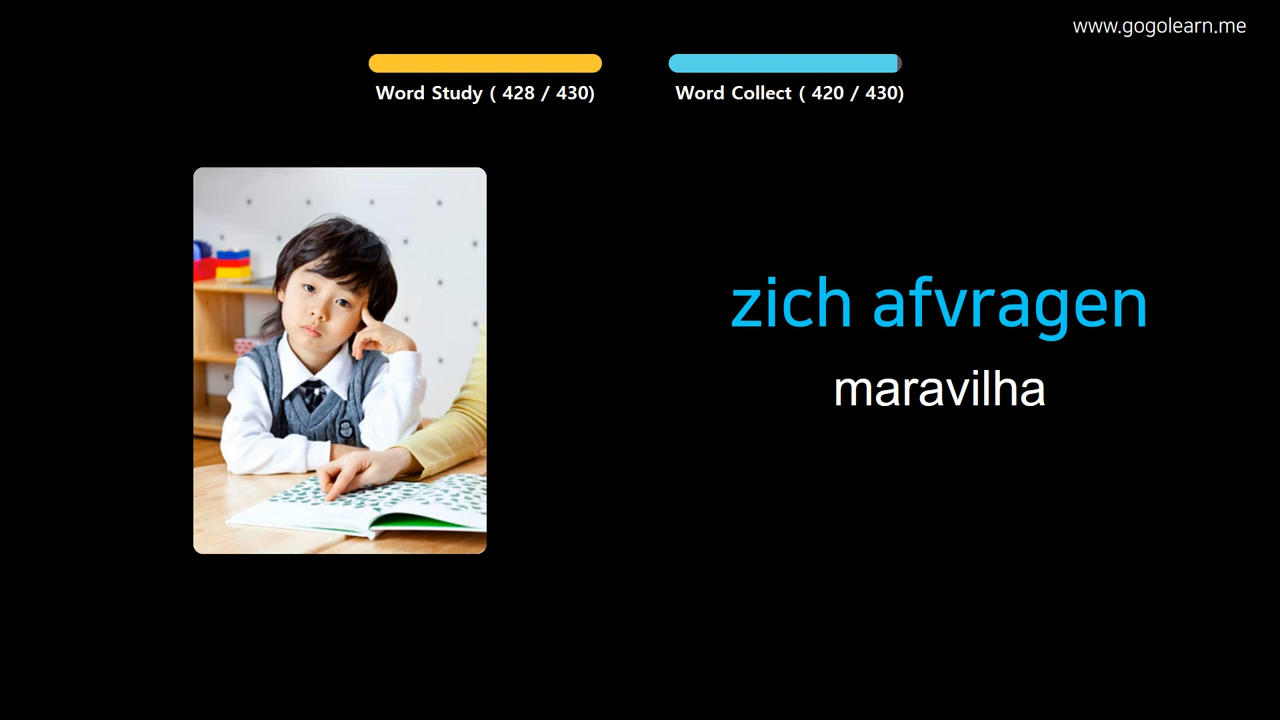 www.gogolearn.me
Word Study ( 428 / 430)
Word Collect ( 420 / 430)
zich afvragen
maravilha